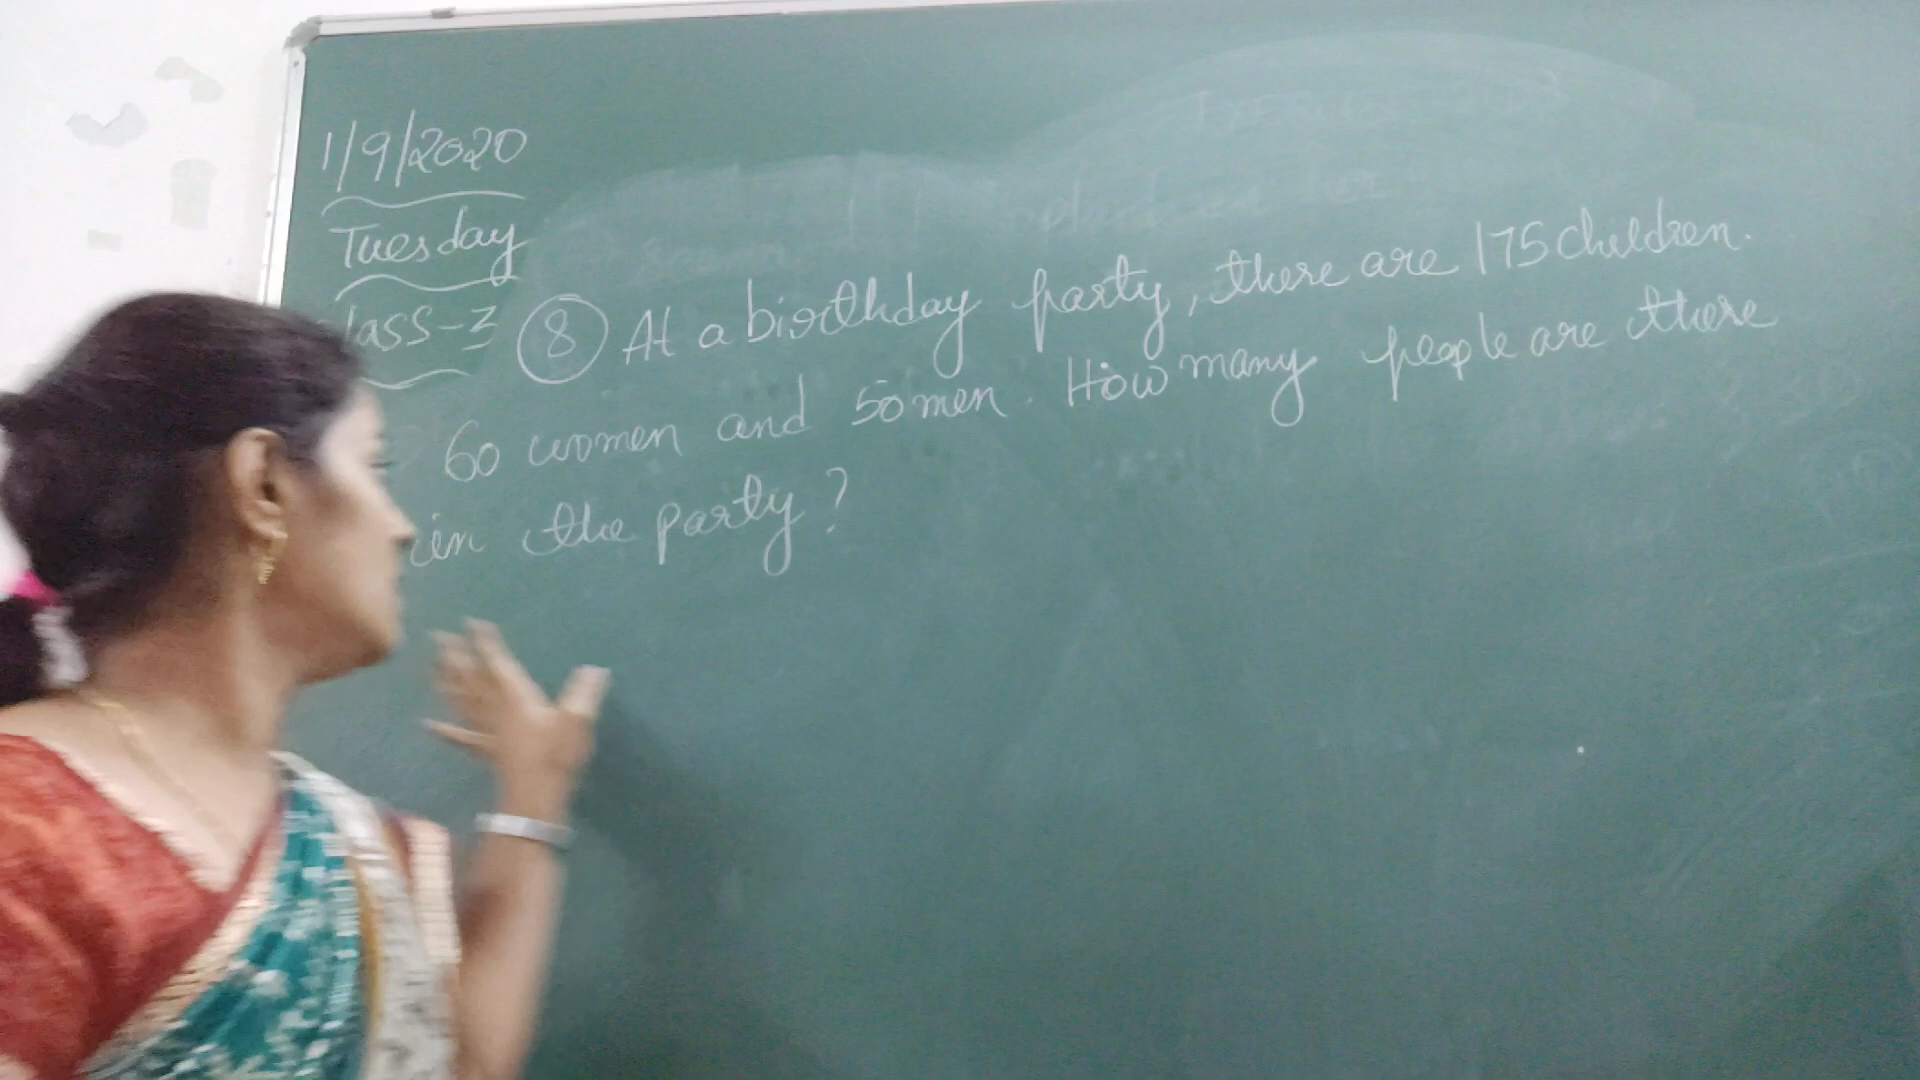 1/9/2020
Tuesday
lass-3
8 At a birthday party, there are 175 children.
60 women and 50 men. How many people are there
in the party?